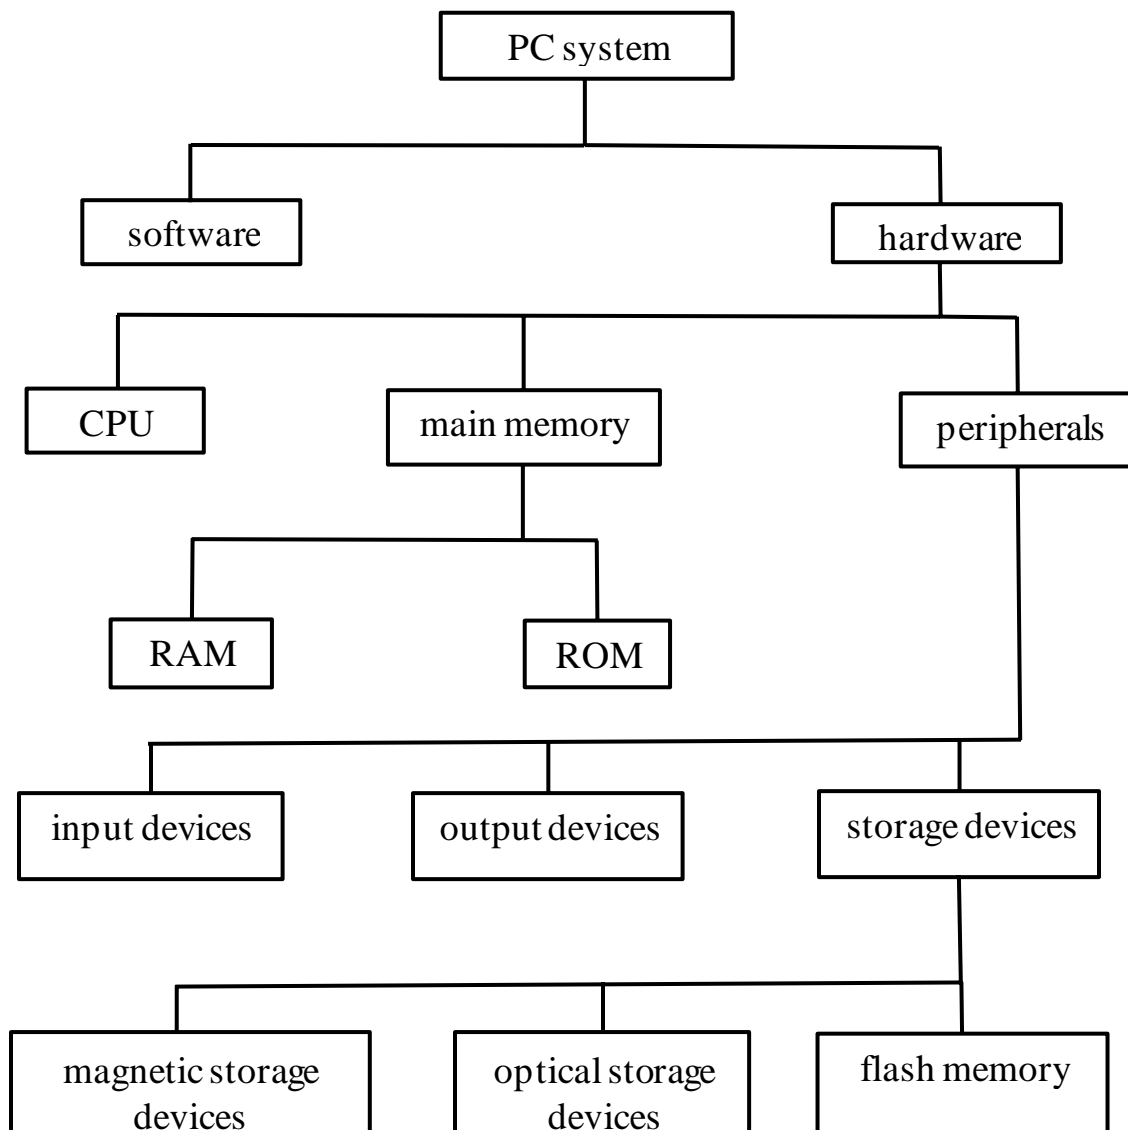 PC system
software
hardware
CPU
main memory
peripherals
RAM
ROM
input devices
output devices
storage devices
magnetic storage
devices
optical storage
devices
flash memory